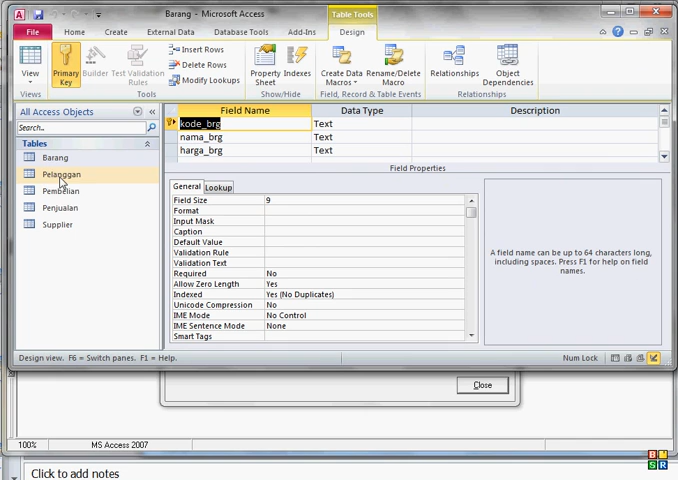 Barang - Microsoft Access
Table Tools
File Home Create External Data Database Tools Add-Ins Design
View
Views
Primary Key
Builder
Test Validation Rules
Insert Rows
Delete Rows
Modify Lookups
Tools
Property Sheet
Indexes
Show/Hide
Create Data Macros
Rename/Delete Macro
Field, Record & Table Events
Relationships
Object Dependencies
Relationships
All Access Objects
Search...
Tables
Barang
Pelanggan
Pembelian
Penjualan
Supplier
Field Name Data Type Description
kode_brg Text
nama_brg Text
harga_brg Text
Field Properties
General Lookup
Field Size 9
Format
Input Mask
Caption
Default Value
Validation Rule
Validation Text
Required No
Allow Zero Length Yes
Indexed Yes (No Duplicates)
Unicode Compression No
IME Mode No Control
IME Sentence Mode None
Smart Tags
A field name can be up to 64 characters long,
including spaces. Press F1 for help on field
names.
Design view. F6 = Switch panes. F1 = Help.
Num Lock
Close
100% MS Access 2007
Click to add notes
B
S R